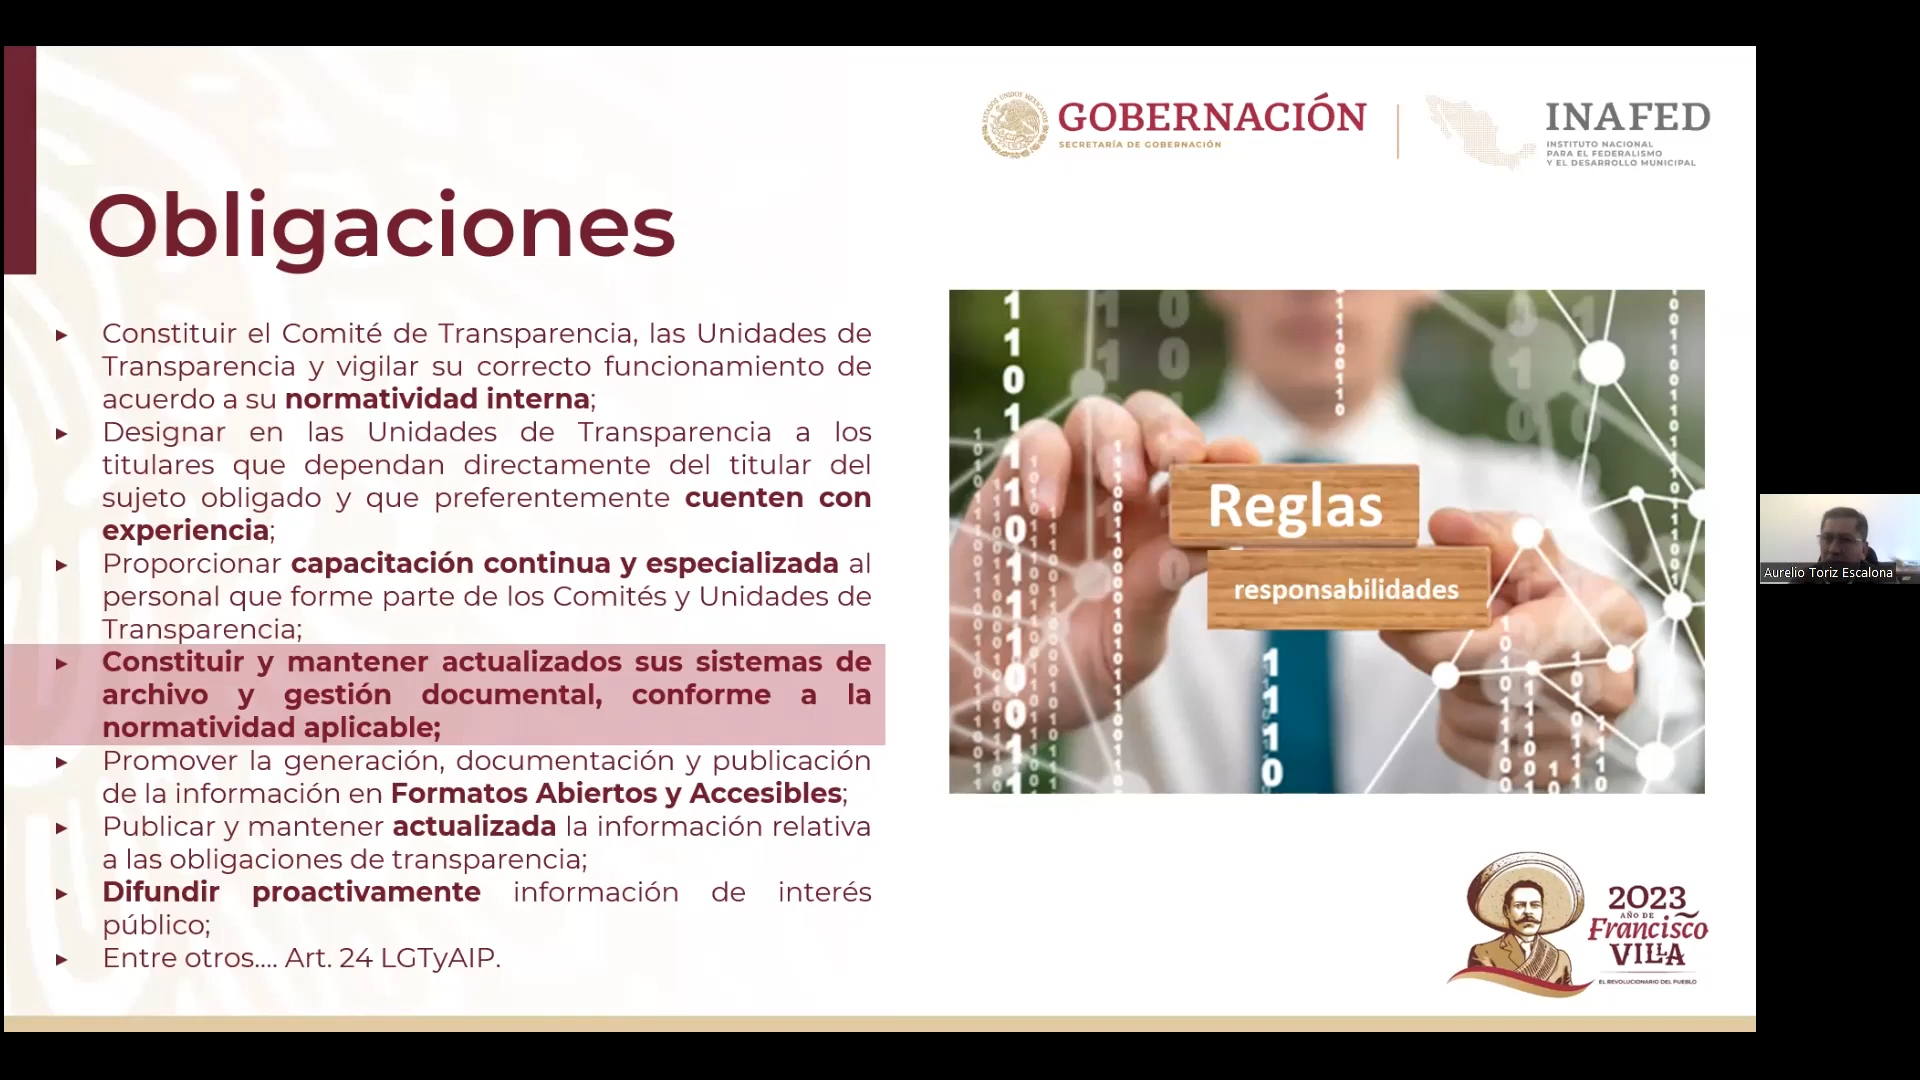 GOBERNACIÓN
SECRETARÍA DE GOBERNACIÓN
INAFED
INSTITUTO NACIONAL
PARA EL FEDERALISMO
Y EL DESARROLLO MUNICIPAL
Obligaciones
▸ Constituir el Comité de Transparencia, las Unidades de
Transparencia y vigilar su correcto funcionamiento de
acuerdo a su normatividad interna;
▸ Designar en las Unidades de Transparencia a los
titulares que dependan directamente del titular del
sujeto obligado y que preferentemente cuenten con
experiencia;
▸ Proporcionar capacitación continua y especializada al
personal que forme parte de los Comités y Unidades de
Transparencia;
▸ Constituir y mantener actualizados sus sistemas de
archivo y gestión documental, conforme a la
normatividad aplicable;
▸ Promover la generación, documentación y publicación
de la información en Formatos Abiertos y Accesibles;
▸ Publicar y mantener actualizada la información relativa
a las obligaciones de transparencia;
▸ Difundir proactivamente información de interés
público;
▸ Entre otros.... Art. 24 LGTyAIP.
Reglas
responsabilidades
Aurelio Toriz Escalona
2023
AÑO DE
Francisco
VILLA
EL REVOLUCIONARIO DEL PUEBLO